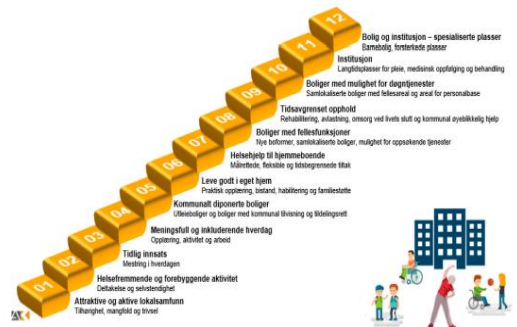 12
Bolig og institusjon – spesialiserte plasser
Barnebolig, forsterkede plasser
11
Institusjon
Langtidsplasser for pleie, medisinsk oppfølging og behandling
10
Boliger med mulighet for døgntjenester
Samlokaliserte boliger med fellesareal og areal for personalbase
09
Tidsavgrenset opphold
Rehabilitering, avlastning, omsorg ved livets slutt og kommunal øyeblikkelig hjelp
08
Boliger med fellesfunksjoner
Nye boformer, samlokaliserte boliger, mulighet for oppsøkende tjenester
07
Helsehjelp til hjemmeboende
Målrettede, fleksible og tidsbegrensede tiltak
06
Leve godt i eget hjem
Praktisk opplæring, bistand, habilitering og familiestøtte
05
Kommunalt diponerte boliger
Utleieboliger og boliger med kommunal tilvisning og tildelingsrett
04
Meningsfull og inkluderende hverdag
Opplæring, aktivitet og arbeid
03
Tidlig innsats
Mestring i hverdagen
02
Helsefremmende og forebyggende aktivitet
Deltakelse og selvstendighet
01
Attraktive og aktive lokalsamfunn
Tilhørighet, mangfold og trivsel